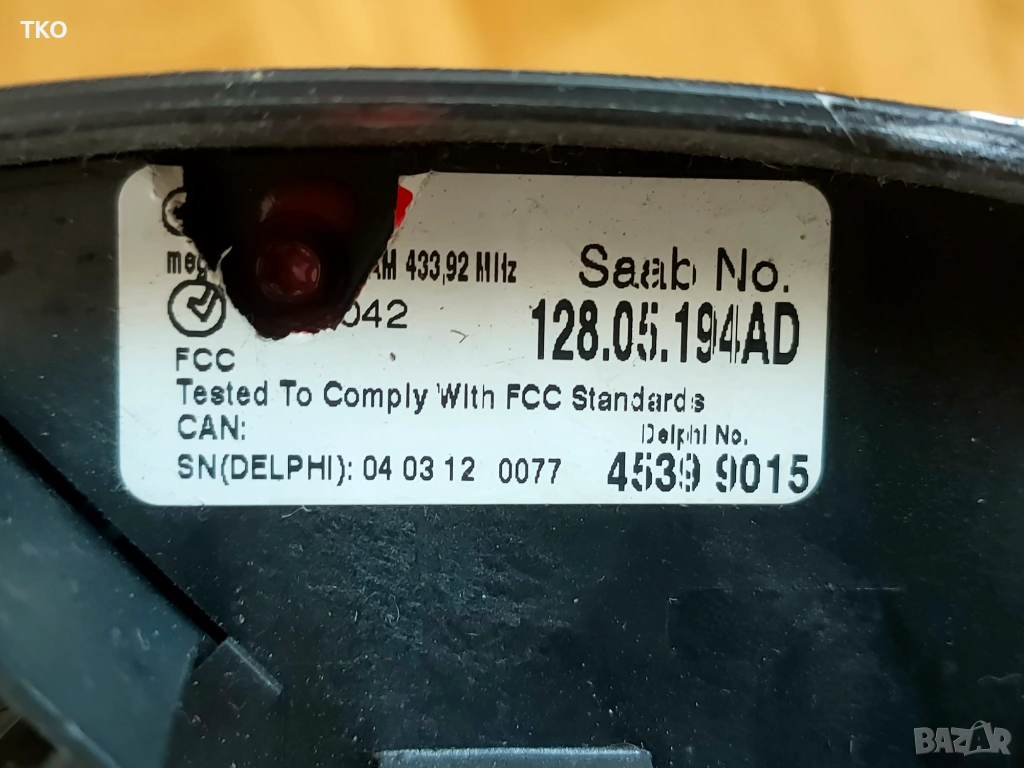 TKO
AM 433,92 MHz
Saab No.
042
128.05.194AD
FCC
Tested To Comply With FCC Standards
CAN:
Delphi No.
SN(DELPHI): 04 03 12 0077
4539 9015
BAZAR